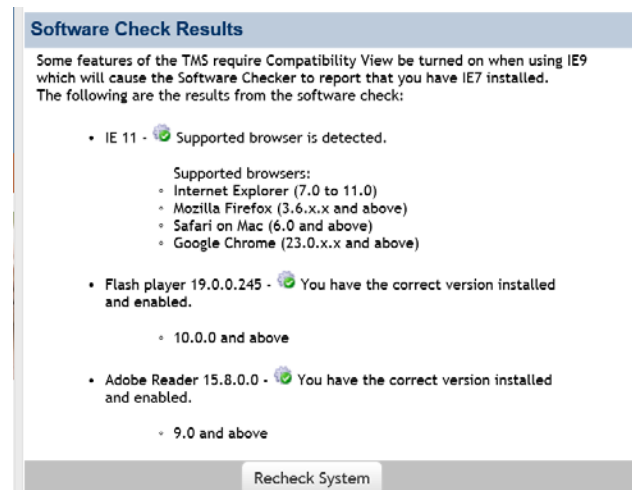 Software Check Results
Some features of the TMS require Compatibility View be turned on when using IE9
which will cause the Software Checker to report that you have IE7 installed.
The following are the results from the software check:
• IE 11 - Supported browser is detected.
Supported browsers:
◦ Internet Explorer (7.0 to 11.0)
◦ Mozilla Firefox (3.6.x.x and above)
◦ Safari on Mac (6.0 and above)
◦ Google Chrome (23.0.x.x and above)
• Flash player 19.0.0.245 - You have the correct version installed
and enabled.
◦ 10.0.0 and above
• Adobe Reader 15.8.0.0 - You have the correct version installed
and enabled.
◦ 9.0 and above
Recheck System